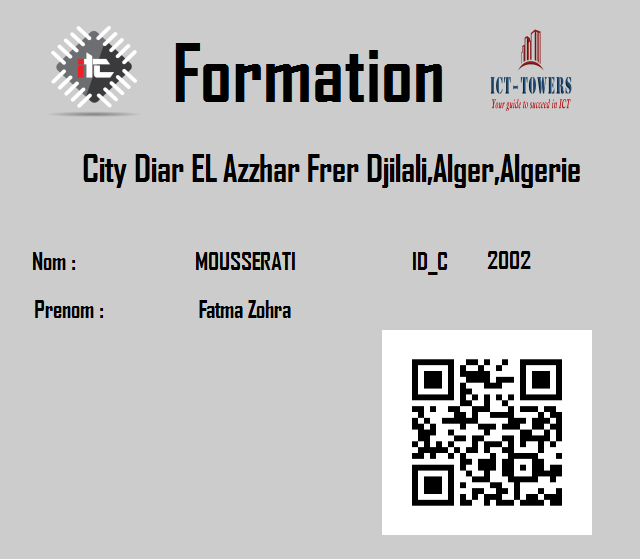 itc
Formation
ICT-TOWERS
Your guide to succeed in ICT
City Diar EL Azzhar Frer Djilali,Alger,Algerie
Nom : MOUSSERATI ID_C 2002
Prenom : Fatma Zohra